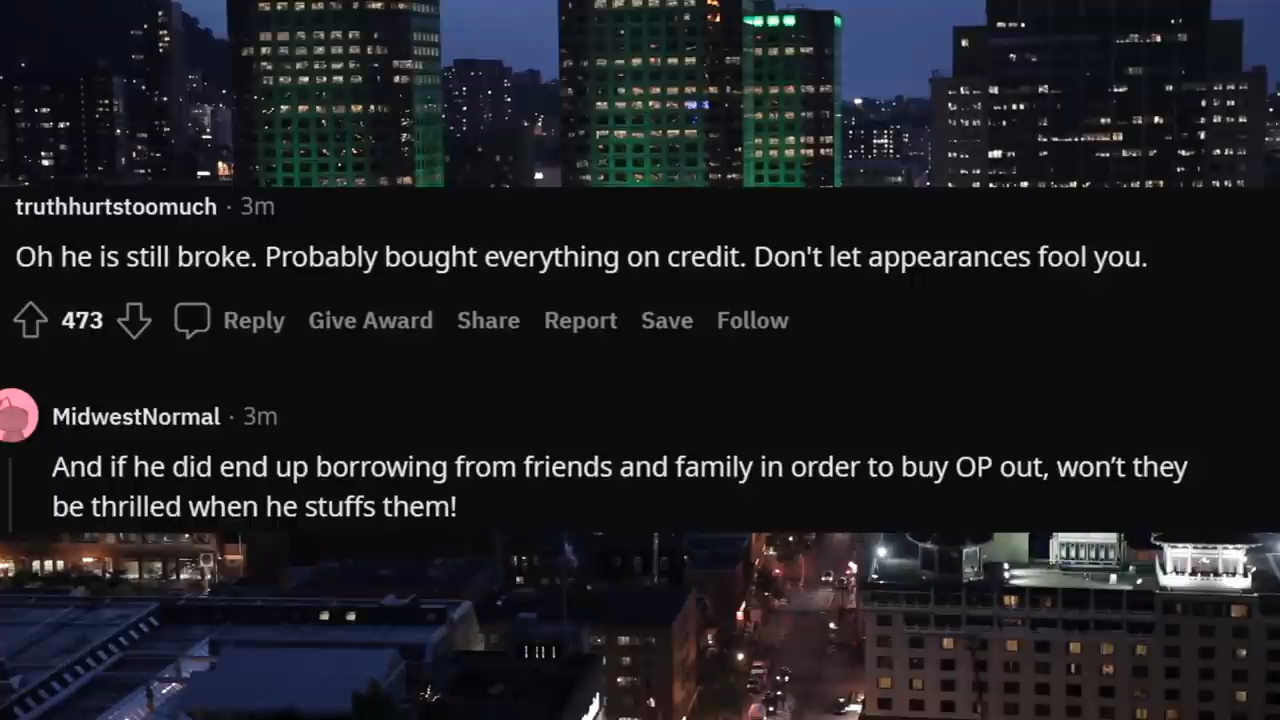 truthhurtstoomuch · 3m
Oh he is still broke. Probably bought everything on credit. Don't let appearances fool you.
473 Reply Give Award Share Report Save Follow
MidwestNormal · 3m
And if he did end up borrowing from friends and family in order to buy OP out, won’t they
be thrilled when he stuffs them!